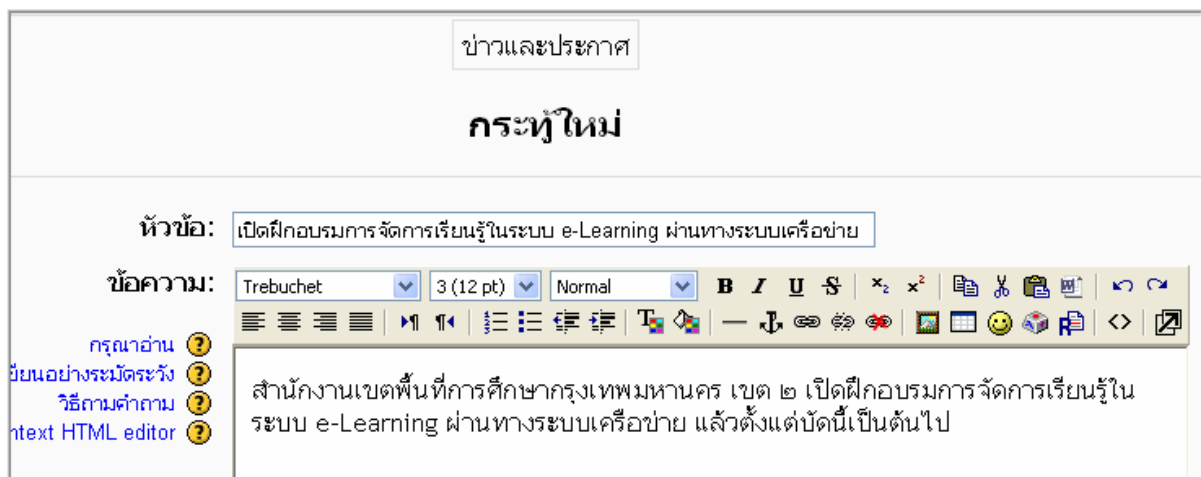 ข่าวและประกาศ
กระทู้ใหม่
หัวข้อ: เปิดฝึกอบรมการจัดการเรียนรู้ในระบบ e-Learning ผ่านทางระบบเครือข่าย
ข้อความ: Trebuchet 3 (12 pt) Normal B I U S x₂ x²
กรุณาอ่าน
ขียนอย่างระมัดระวัง
วิธีถามคำถาม
ntext HTML editor
สำนักงานเขตพื้นที่การศึกษากรุงเทพมหานคร เขต ๒ เปิดฝึกอบรมการจัดการเรียนรู้ใน
ระบบ e-Learning ผ่านทางระบบเครือข่าย แล้วตั้งแต่บัดนี้เป็นต้นไป